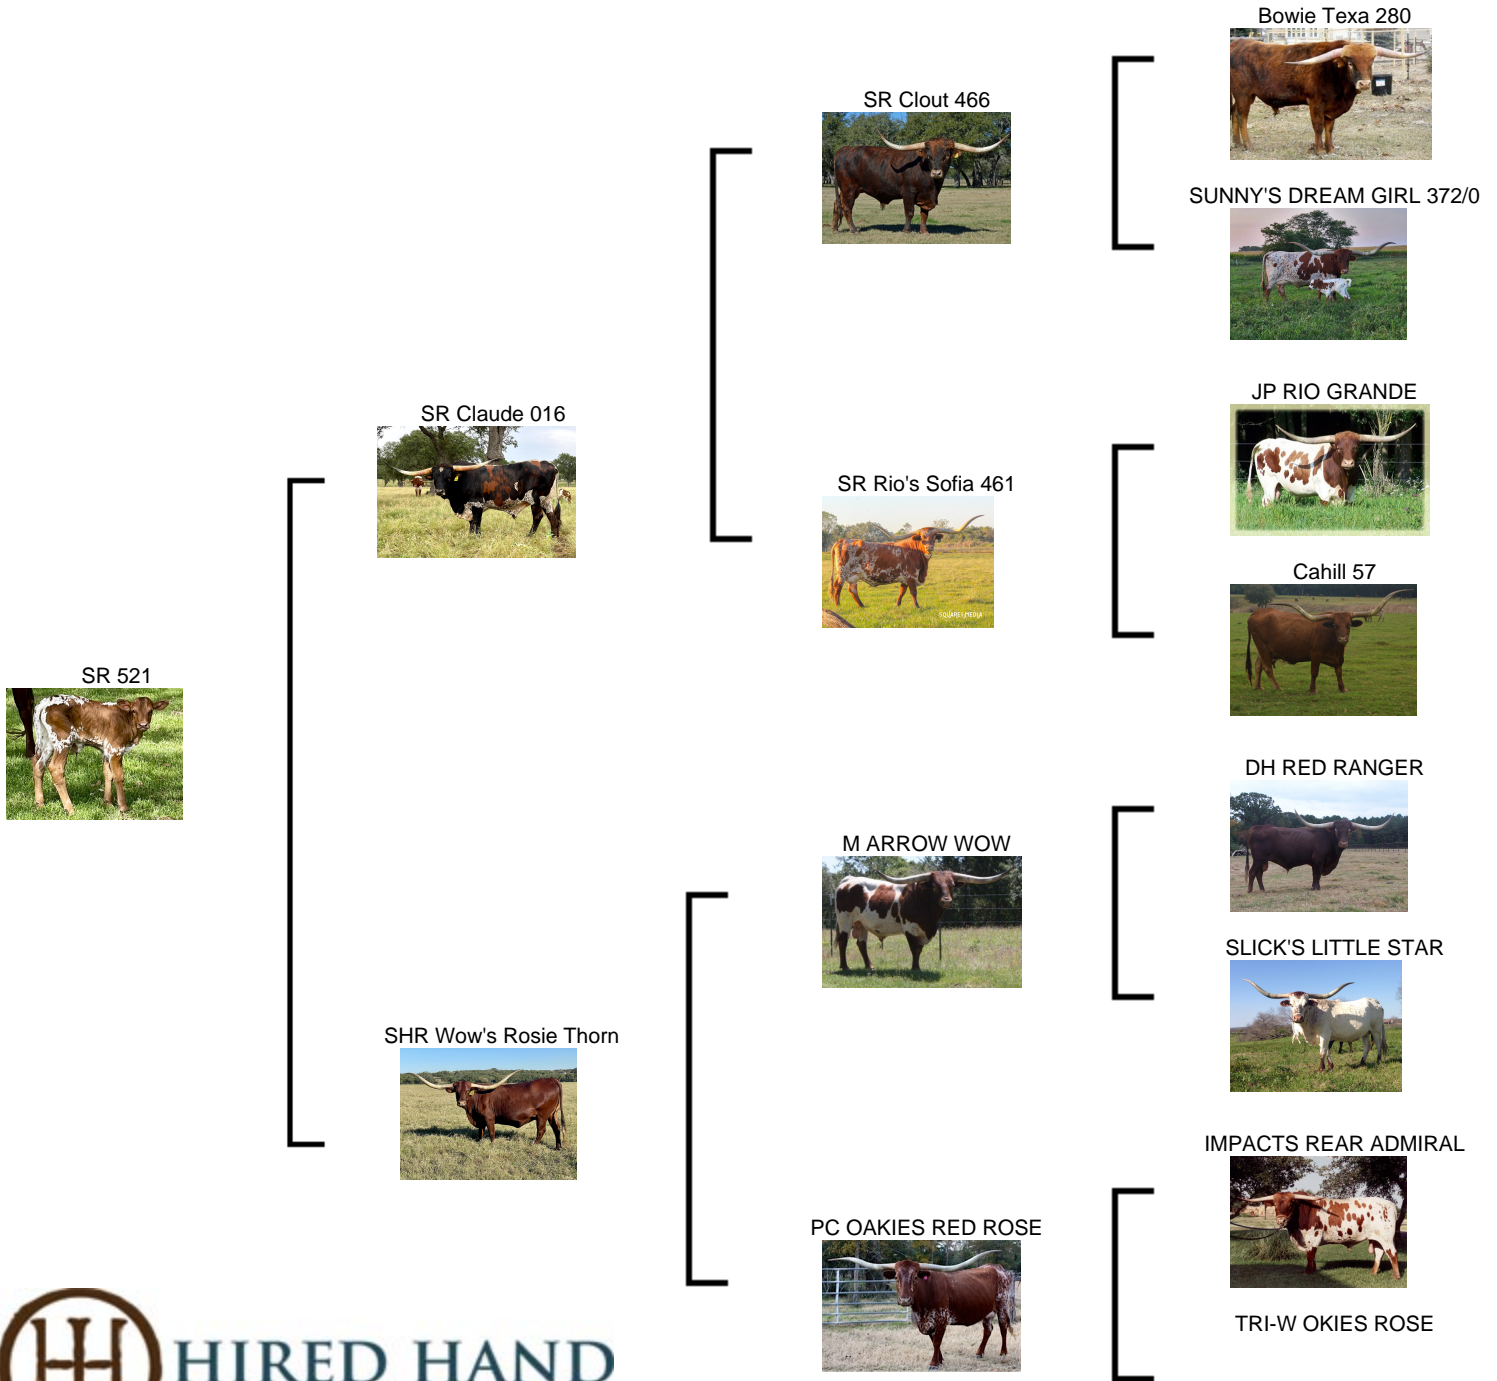 Bowie Texa 280
SR Clout 466
SUNNY'S DREAM GIRL 372/0
JP RIO GRANDE
SR Claude 016
SR Rio's Sofia 461
SQUARE1MEDIA
Cahill 57
SR 521
DH RED RANGER
M ARROW WOW
SLICK'S LITTLE STAR
SHR Wow's Rosie Thorn
IMPACTS REAR ADMIRAL
PC OAKIES RED ROSE
TRI-W OKIES ROSE
HIRED HAND